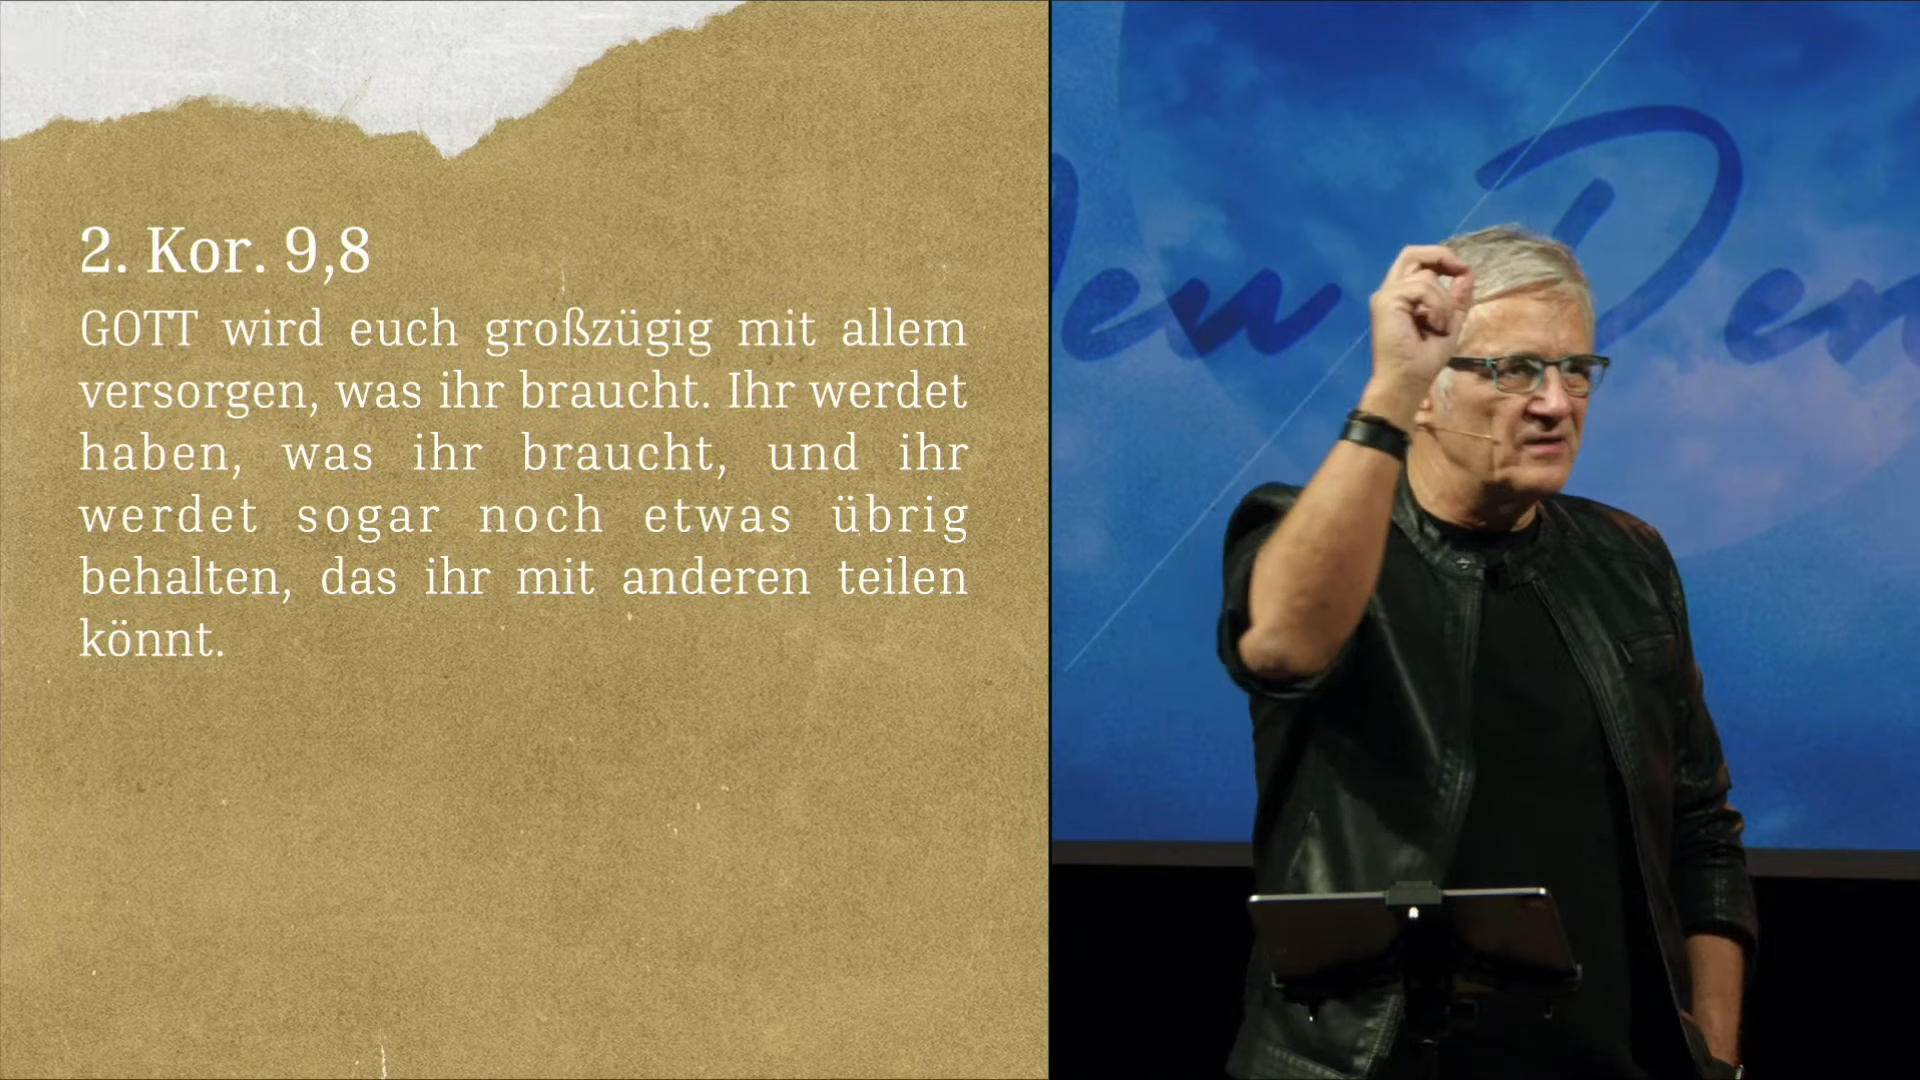 2. Kor. 9,8
GOTT wird euch großzügig mit allem
versorgen, was ihr braucht. Ihr werdet
haben, was ihr braucht, und ihr
werdet sogar noch etwas übrig
behalten, das ihr mit anderen teilen
könnt.